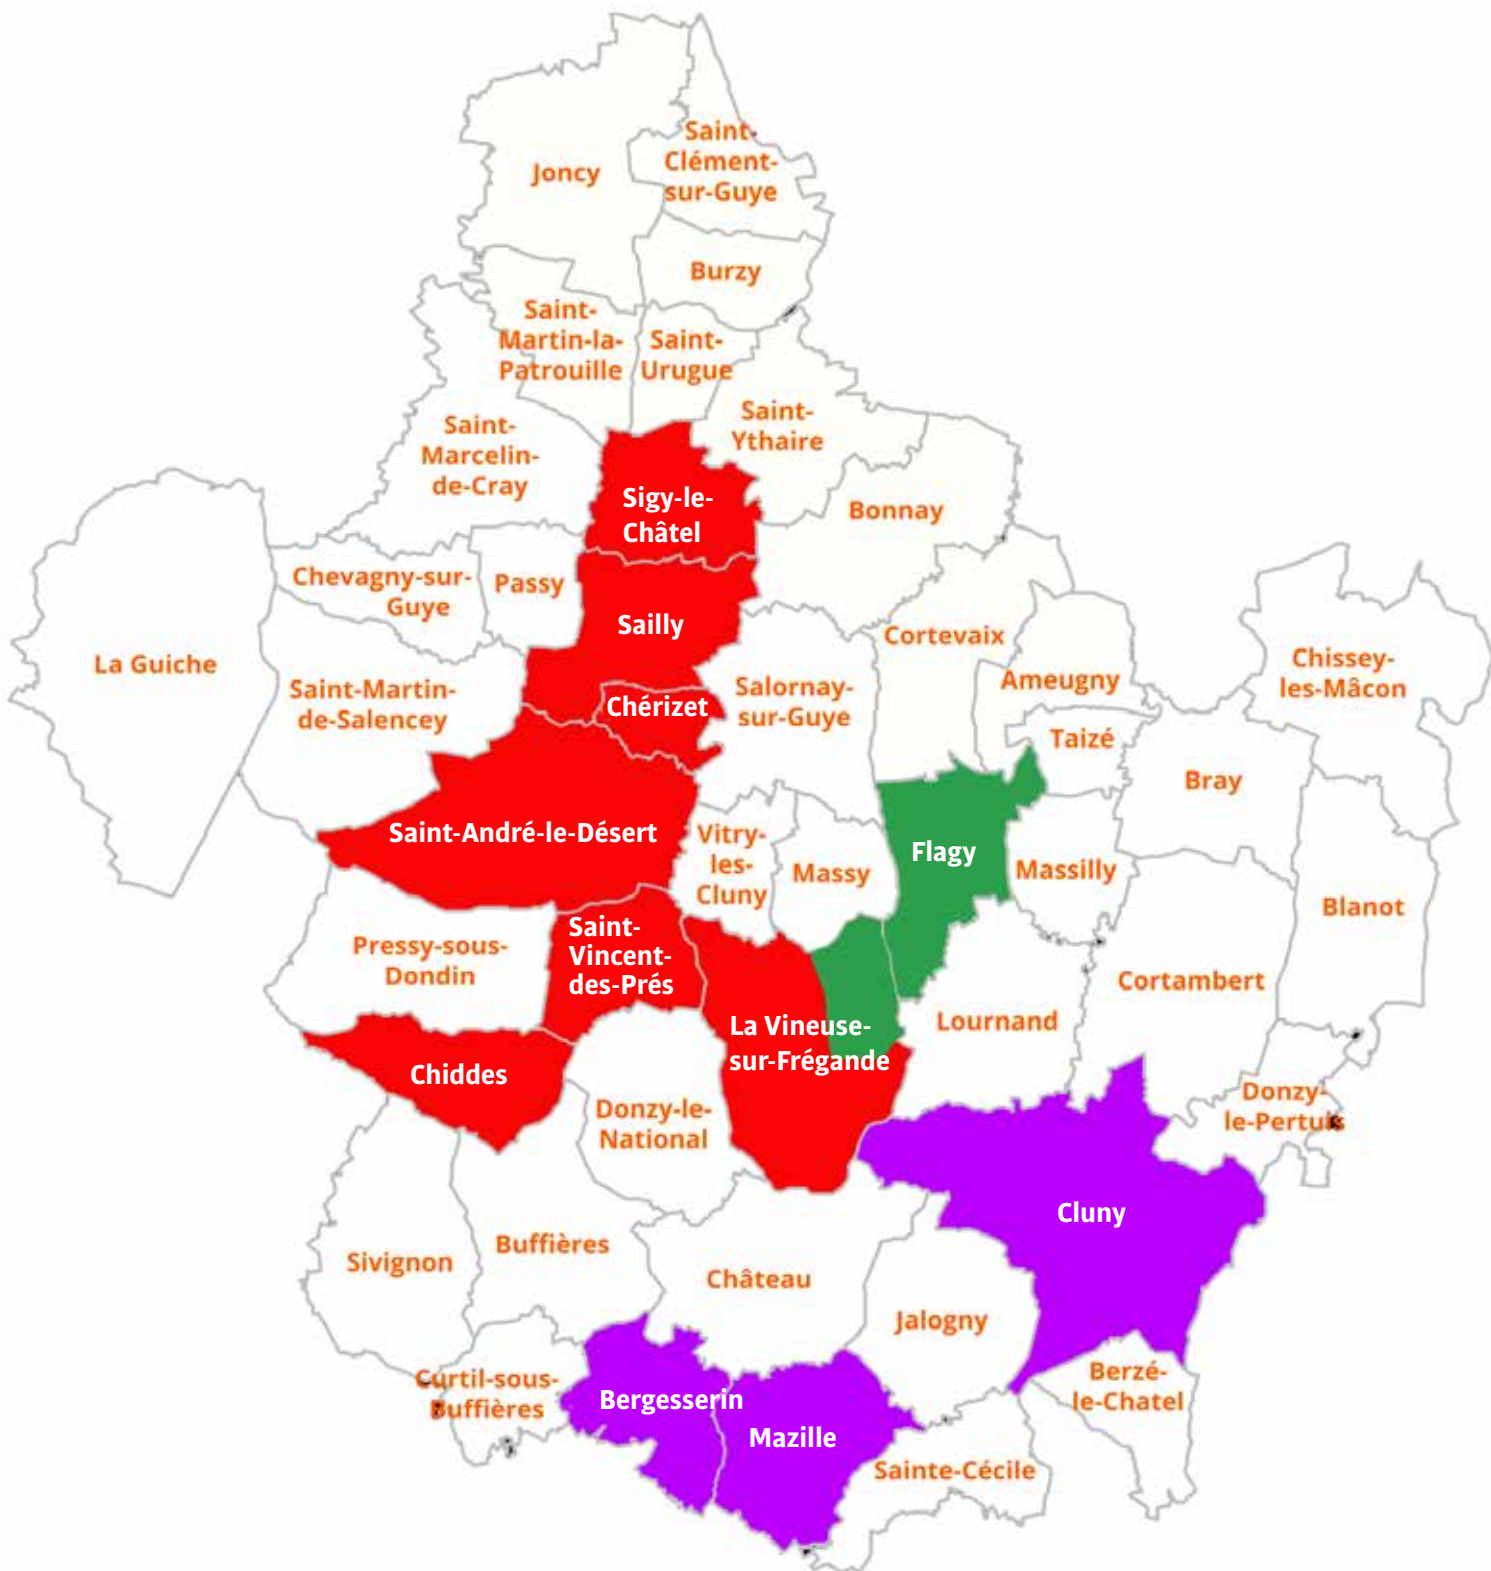 Joncy
Saint-
Clément-
sur-Guye
Burzy
Saint-
Martin-la-
Patrouille
Saint-
Urugue
Saint-
Ythaire
Saint-
Marcelin-
de-Cray
Sigy-le-
Châtel
Bonnay
Chevagny-sur-
Guye
Passy
Sailly
Cortevaix
La Guiche
Saint-Martin-
de-Salencey
Chérizet
Salornay-
sur-Guye
Ameugny
Chissey-
les-Mâcon
Taizé
Bray
Saint-André-le-Désert
Vitry-
les-
Cluny
Massy
Flagy
Massilly
Blanot
Pressy-sous-
Dondin
Saint-
Vincent-
des-Prés
Cortambert
La Vineuse-
sur-Frégande
Lournand
Chiddes
Donzy-le-
National
Donzy-
le-Pertuis
Cluny
Sivignon
Buffières
Château
Jalogny
Curtil-sous-
Buffières
Bergesserin
Mazille
Berzé-
le-Chatel
Sainte-Cécile